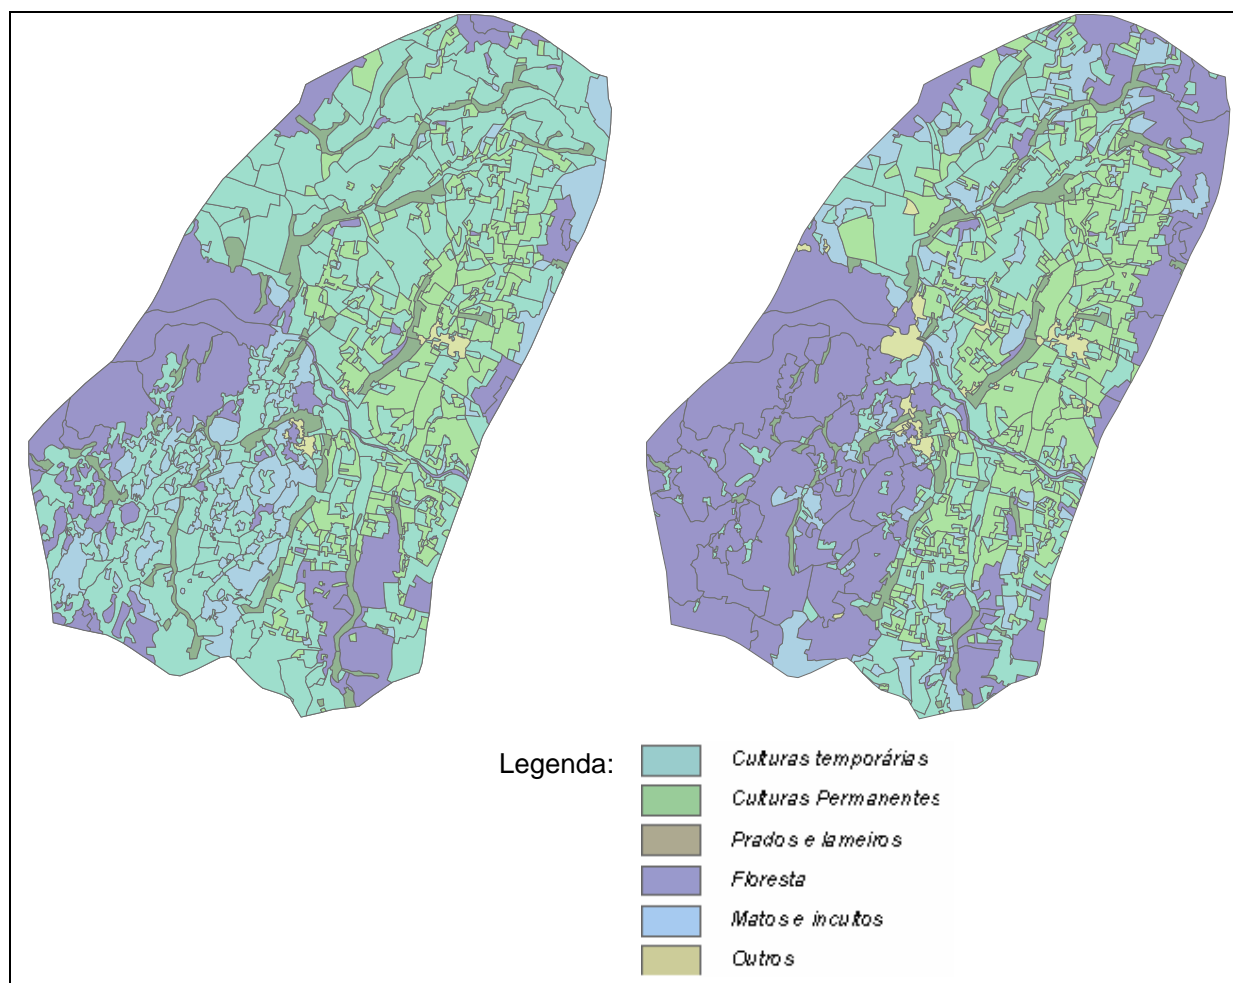 Legenda:
Culturas temporárias
Culturas Permanentes
Prados e lameiros
Floresta
Matos e incultos
Outros